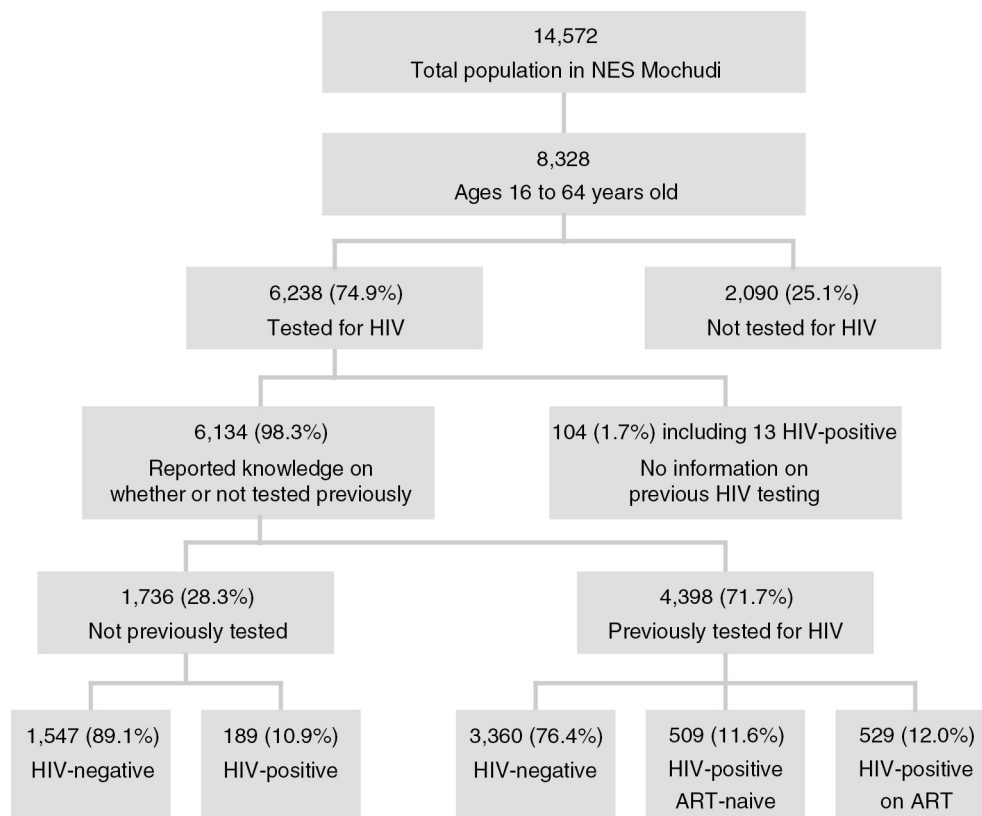 14,572
Total population in NES Mochudi
8,328
Ages 16 to 64 years old
6,238 (74.9%)
Tested for HIV
2,090 (25.1%)
Not tested for HIV
6,134 (98.3%)
Reported knowledge on
whether or not tested previously
104 (1.7%) including 13 HIV-positive
No information on
previous HIV testing
1,736 (28.3%)
Not previously tested
4,398 (71.7%)
Previously tested for HIV
1,547 (89.1%)
HIV-negative
189 (10.9%)
HIV-positive
3,360 (76.4%)
HIV-negative
509 (11.6%)
HIV-positive
ART-naive
529 (12.0%)
HIV-positive
on ART